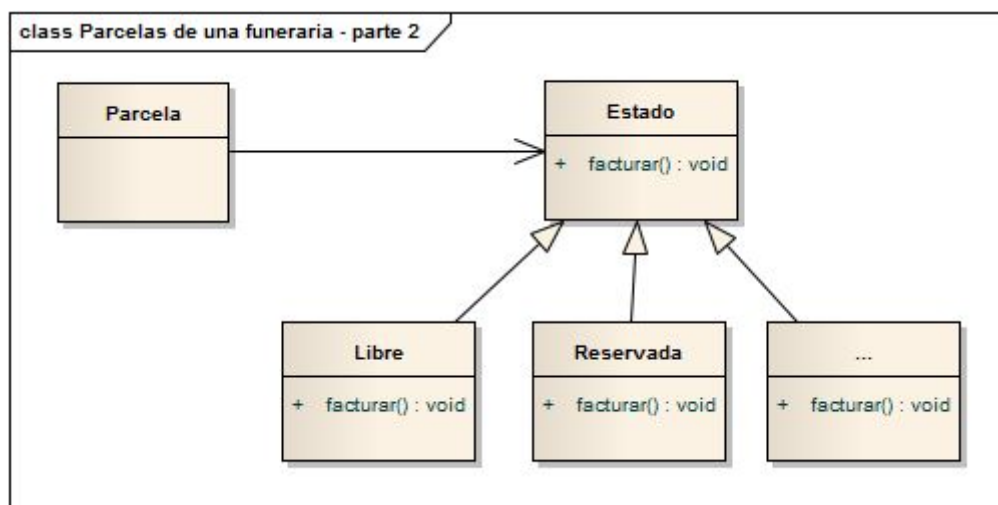 class Parcelas de una funeraria - parte 2
Parcela
Estado
+ facturar() : void
Libre
+ facturar() : void
Reservada
+ facturar() : void
...
+ facturar() : void